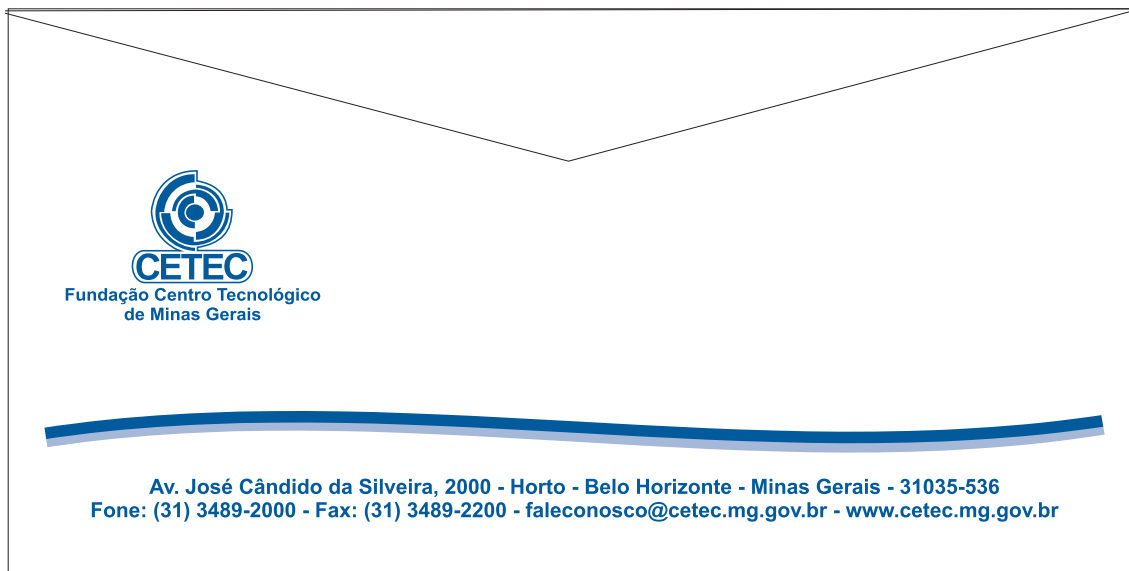 CETEC
Fundação Centro Tecnológico
de Minas Gerais
Av. José Cândido da Silveira, 2000 - Horto - Belo Horizonte - Minas Gerais - 31035-536
Fone: (31) 3489-2000 - Fax: (31) 3489-2200 - faleconosco@cetec.mg.gov.br - www.cetec.mg.gov.br